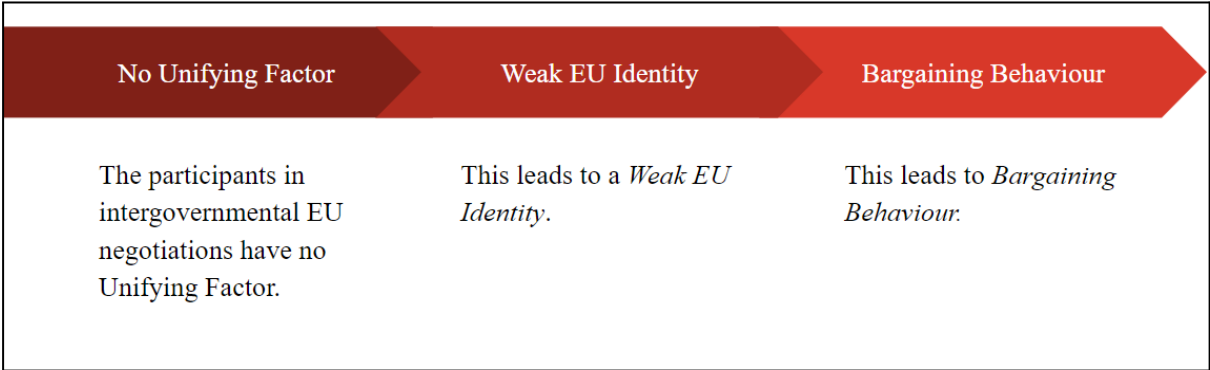 No Unifying Factor
Weak EU Identity
Bargaining Behaviour
The participants in
intergovernmental EU
negotiations have no
Unifying Factor.
This leads to a Weak EU
Identity.
This leads to Bargaining
Behaviour.